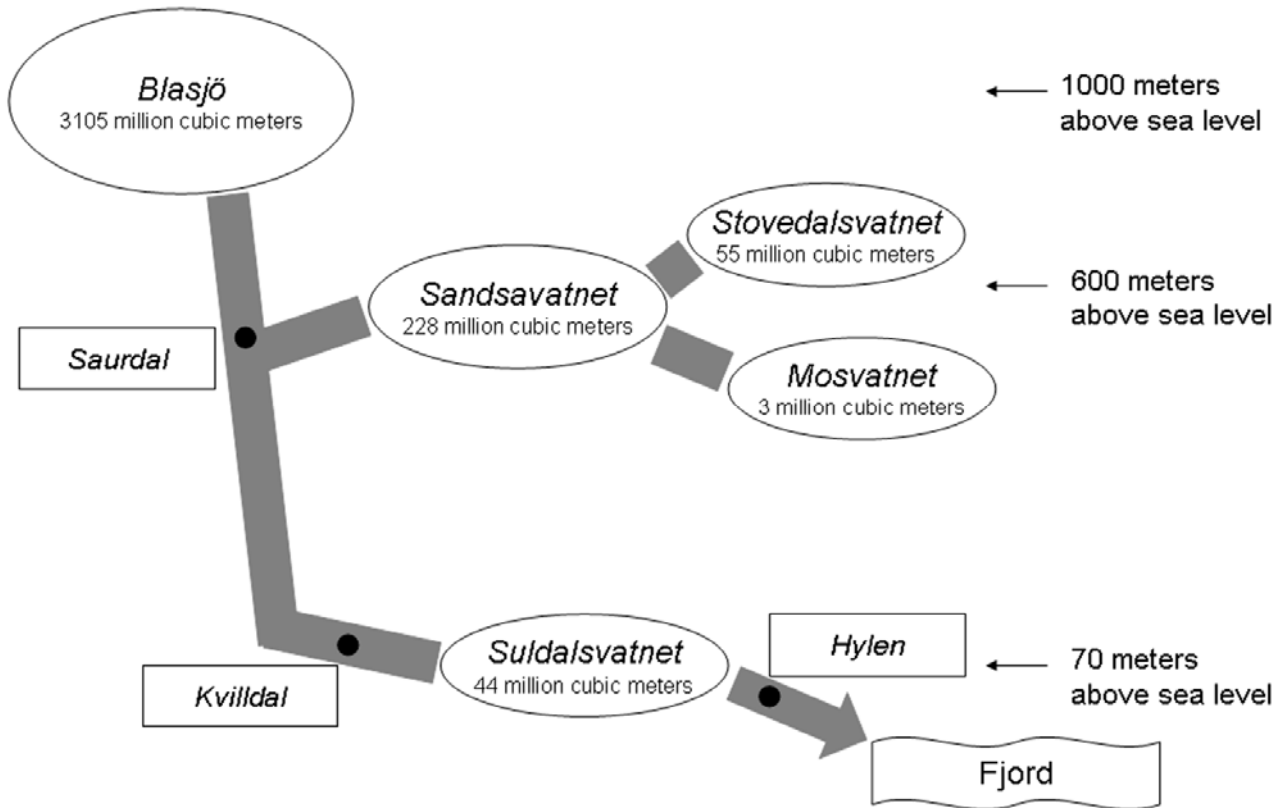 Blasjö
3105 million cubic meters
1000 meters
above sea level
Stovedalsvatnet
55 million cubic meters
Sandsavatnet
228 million cubic meters
600 meters
above sea level
Saurdal
Mosvatnet
3 million cubic meters
Hylen
Suldalsvatnet
44 million cubic meters
70 meters
above sea level
Kvilldal
Fjord